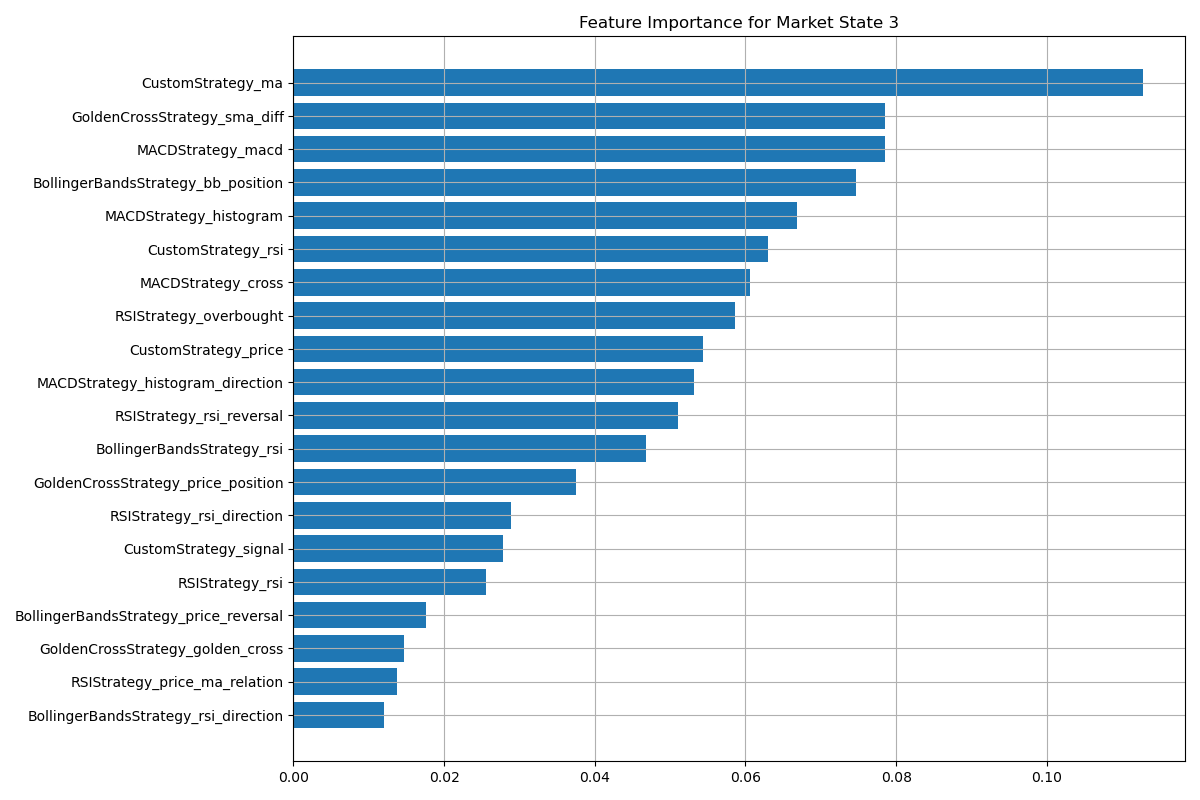 Feature Importance for Market State 3
CustomStrategy_ma
GoldenCrossStrategy_sma_diff
MACDStrategy_macd
BollingerBandsStrategy_bb_position
MACDStrategy_histogram
CustomStrategy_rsi
MACDStrategy_cross
RSIStrategy_overbought
CustomStrategy_price
MACDStrategy_histogram_direction
RSIStrategy_rsi_reversal
BollingerBandsStrategy_rsi
GoldenCrossStrategy_price_position
RSIStrategy_rsi_direction
CustomStrategy_signal
RSIStrategy_rsi
BollingerBandsStrategy_price_reversal
GoldenCrossStrategy_golden_cross
RSIStrategy_price_ma_relation
BollingerBandsStrategy_rsi_direction
0.00 0.02 0.04 0.06 0.08 0.10